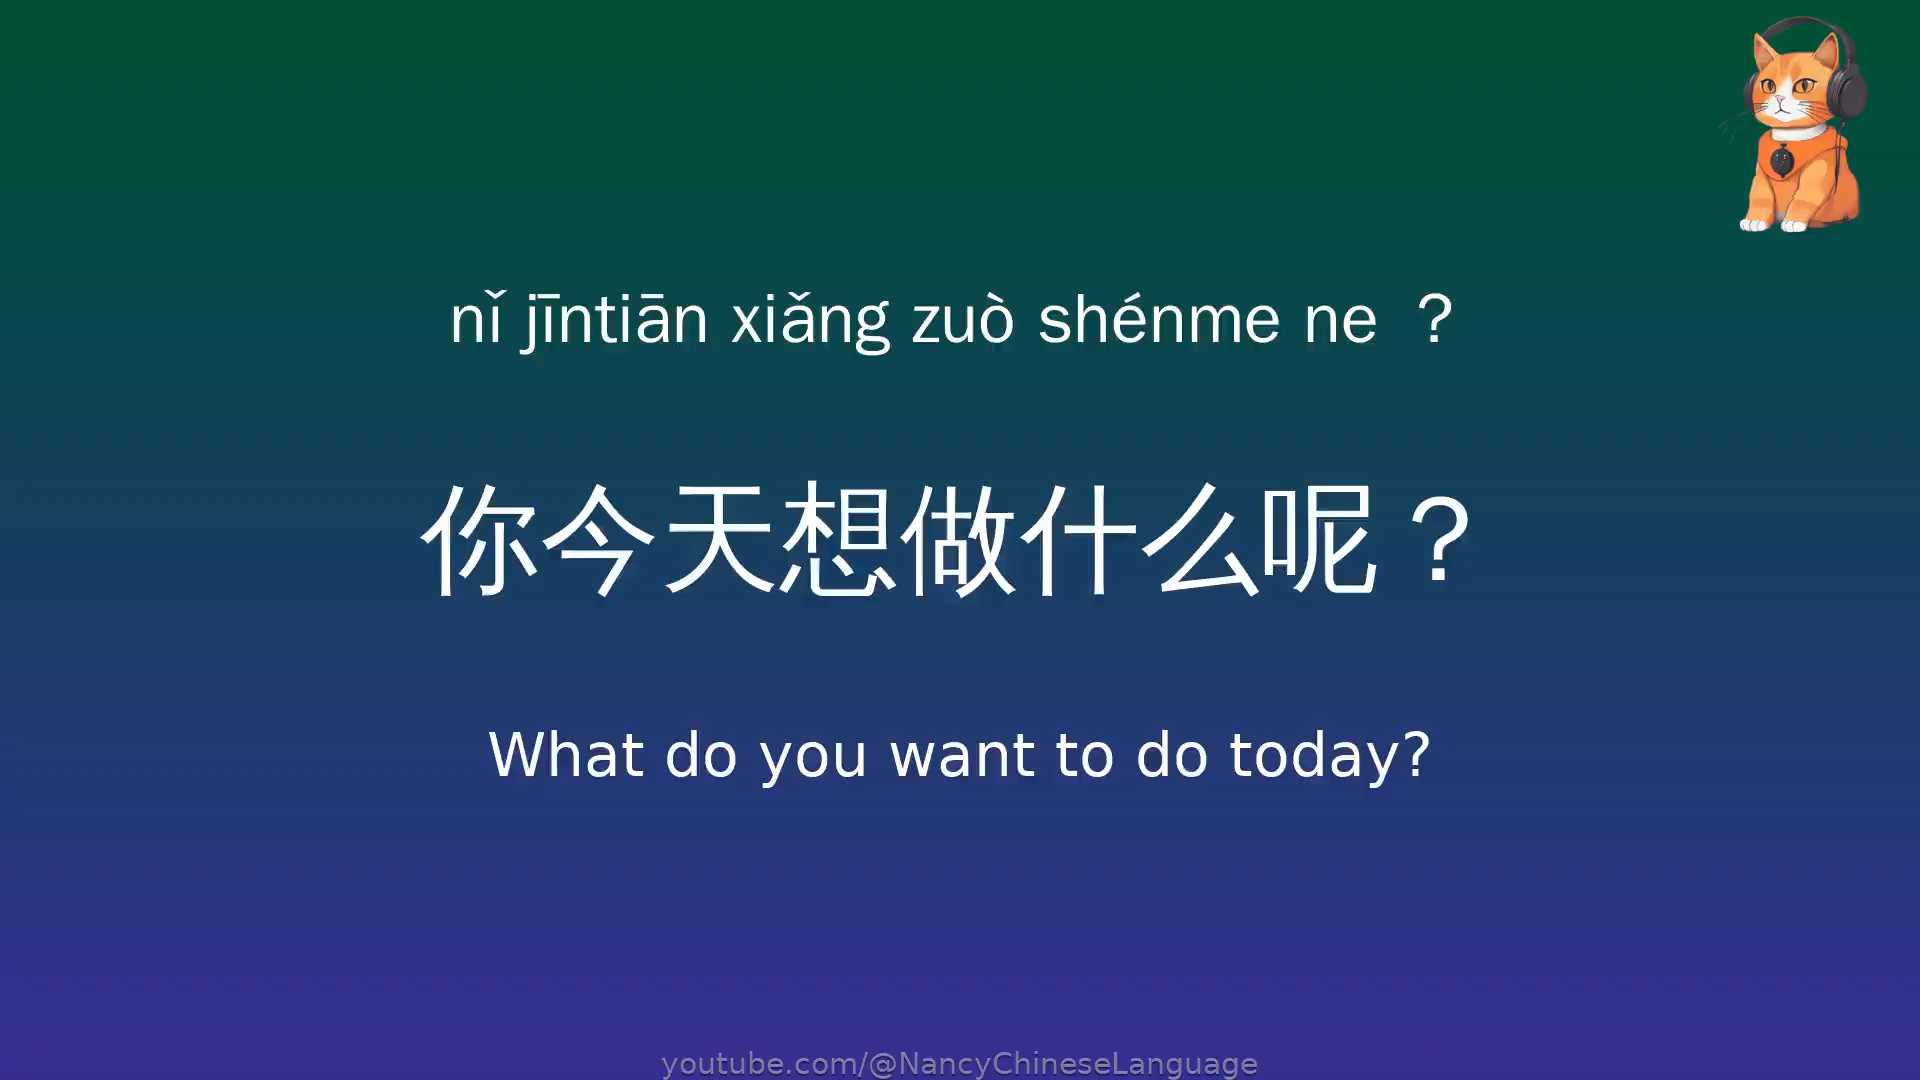 nǐ jīntiān xiǎng zuò shénme ne ？
你今天想做什么呢？
What do you want to do today?
youtube.com/@NancyChineseLanguage